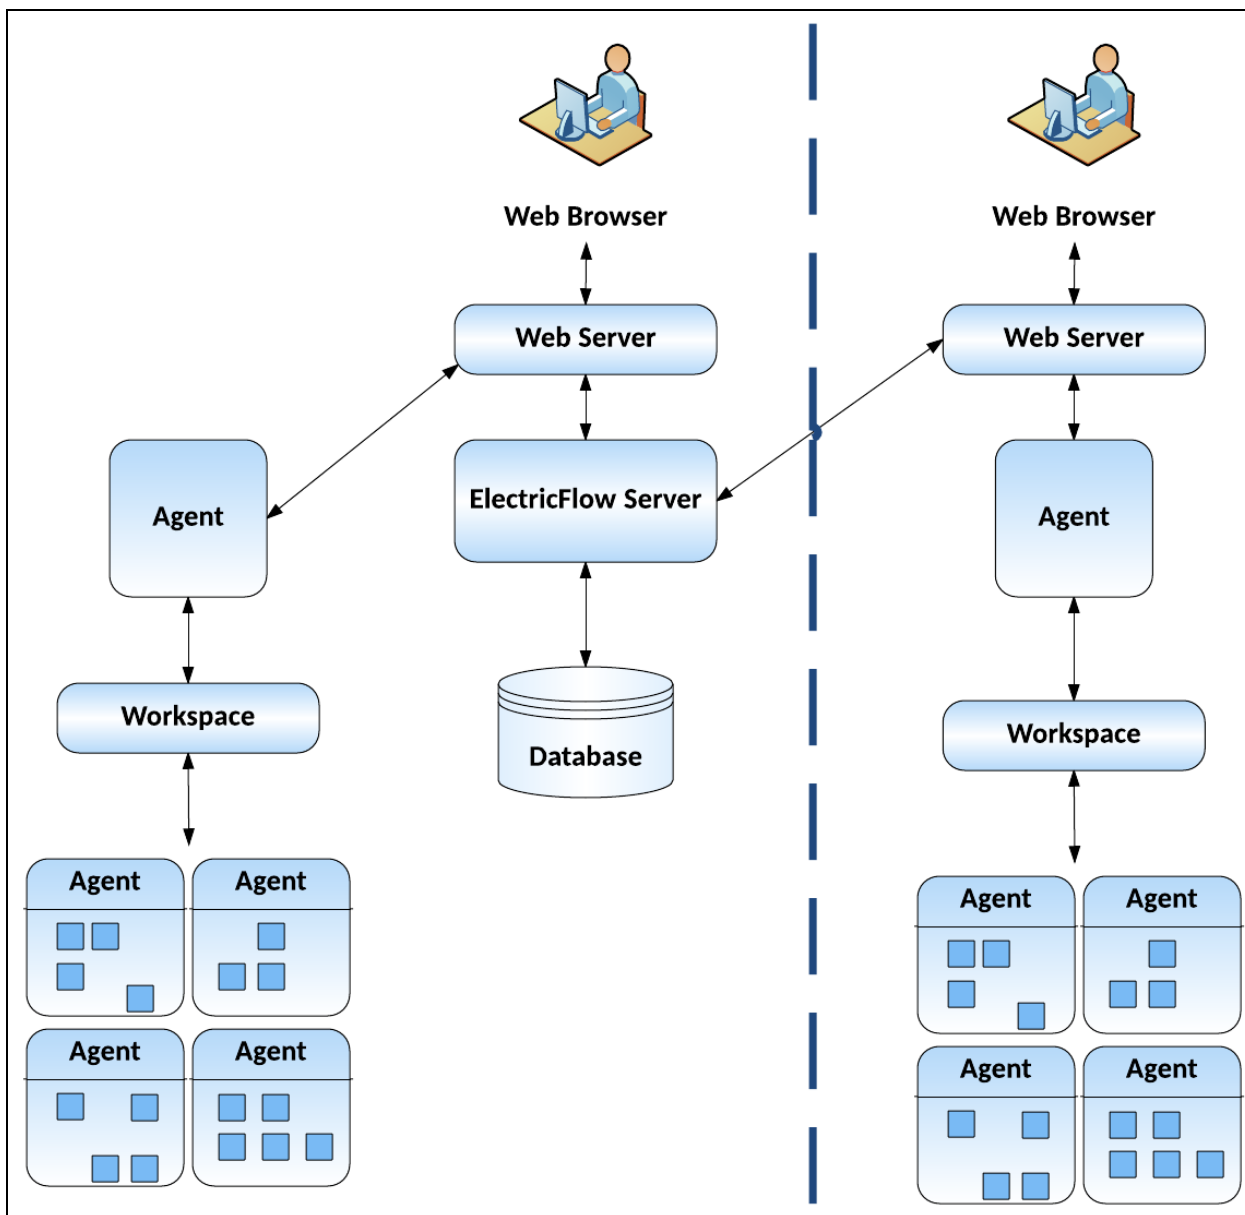 Web Browser
Web Browser
Web Server
Web Server
ElectricFlow Server
Agent
Agent
Workspace
Workspace
Database
Agent
Agent
Agent
Agent
Agent
Agent
Agent
Agent